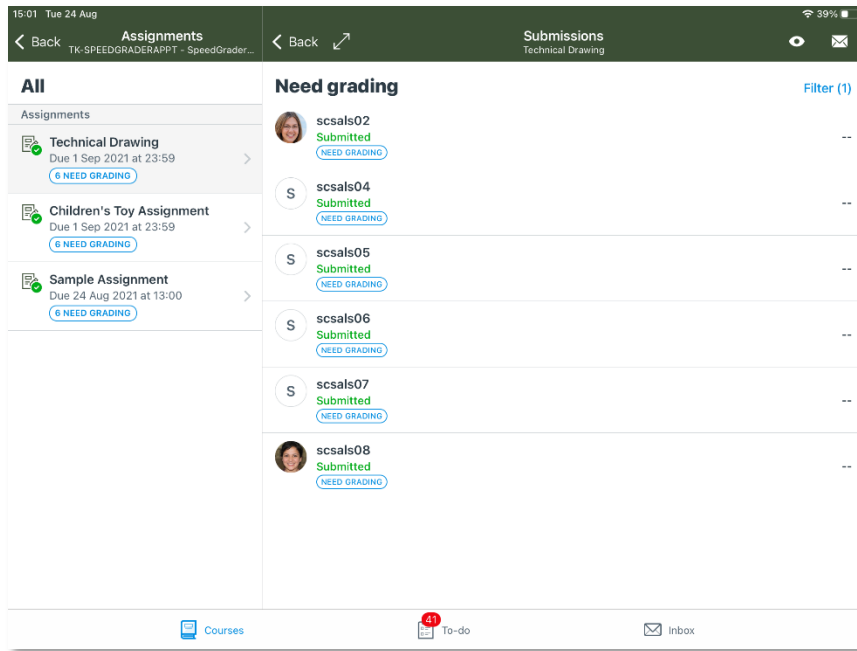 15:01 Tue 24 Aug
39%
Back
Assignments
TK-SPEEDGRADERAPPT - SpeedGrader...
Back
Submissions
Technical Drawing
All
Assignments
Technical Drawing
Due 1 Sep 2021 at 23:59
6 NEED GRADING
Children's Toy Assignment
Due 1 Sep 2021 at 23:59
6 NEED GRADING
Sample Assignment
Due 24 Aug 2021 at 13:00
6 NEED GRADING
Need grading
Filter (1)
scsals02
Submitted
--
NEED GRADING
S
scsals04
Submitted
--
NEED GRADING
S
scsals05
Submitted
--
NEED GRADING
S
scsals06
Submitted
--
NEED GRADING
S
scsals07
Submitted
--
NEED GRADING
scsals08
Submitted
--
NEED GRADING
Courses
41
To-do
Inbox